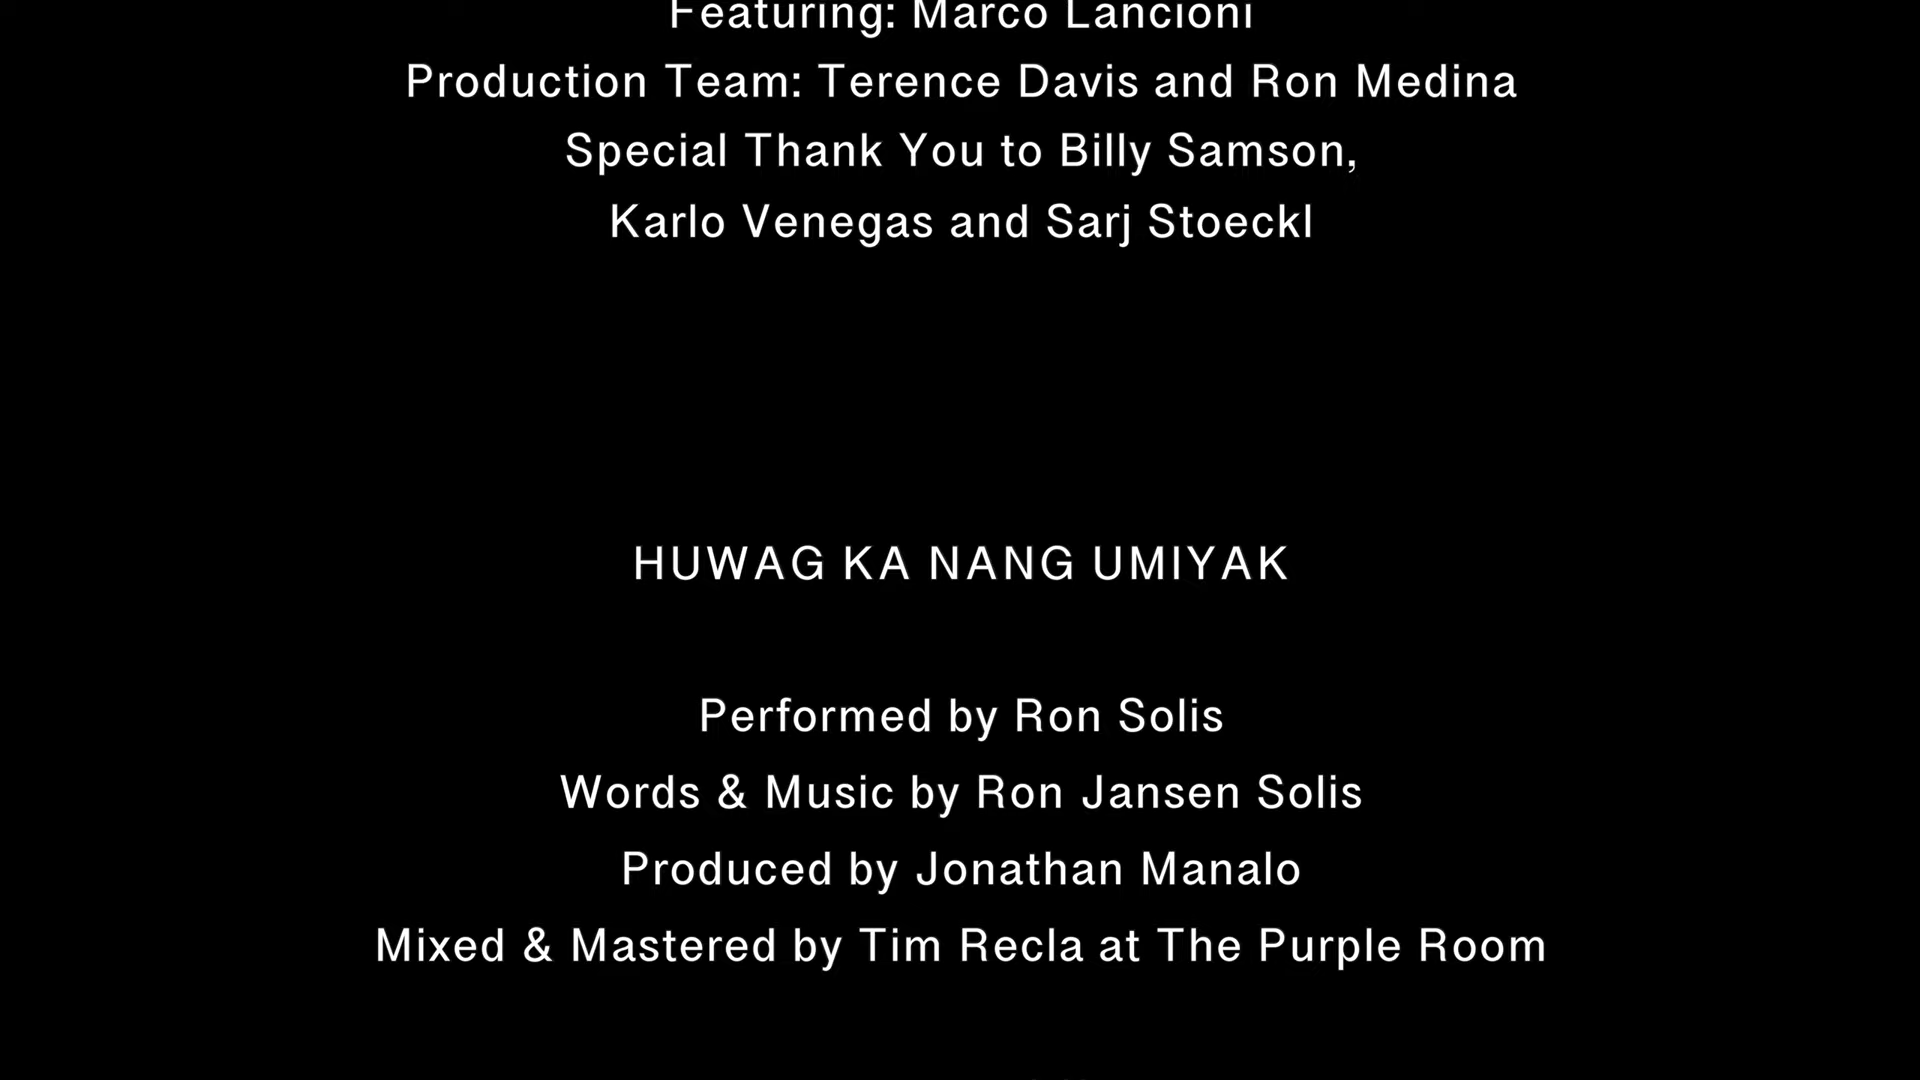 Featuring: Marco Lancioni
Production Team: Terence Davis and Ron Medina
Special Thank You to Billy Samson,
Karlo Venegas and Sarj Stoeckl
HUWAG KA NANG UMIYAK
Performed by Ron Solis
Words & Music by Ron Jansen Solis
Produced by Jonathan Manalo
Mixed & Mastered by Tim Recla at The Purple Room